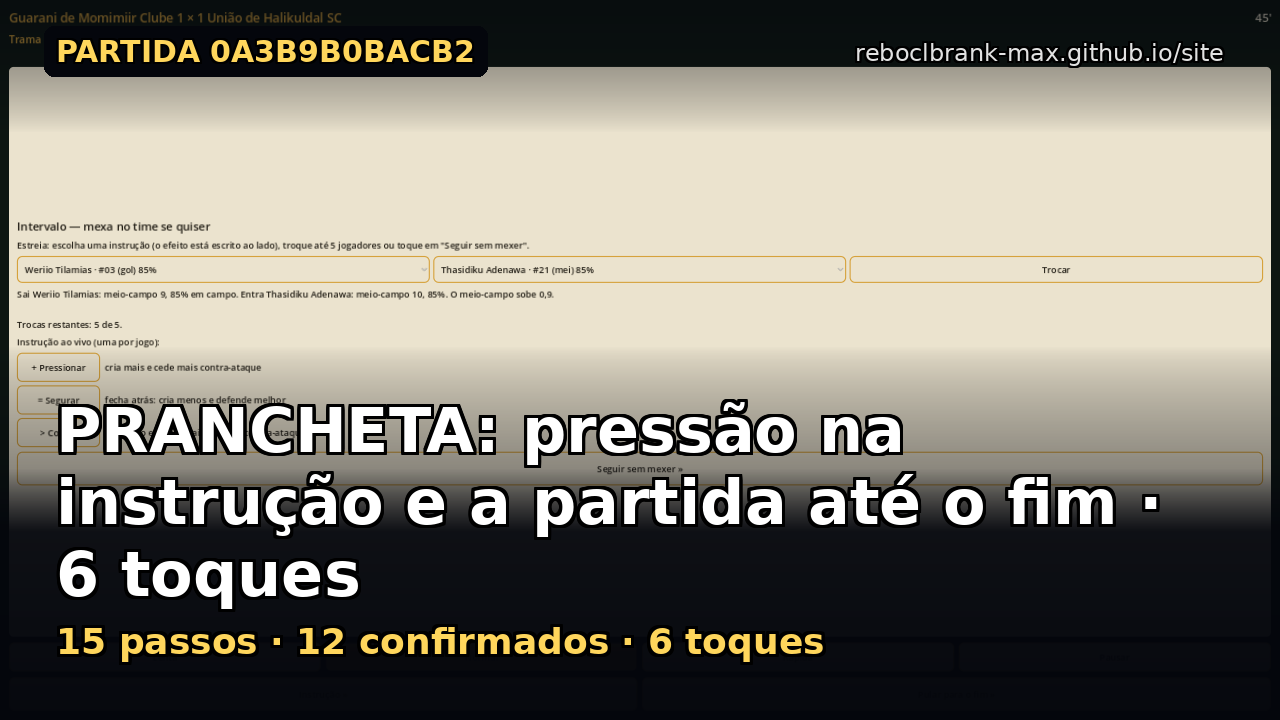 Guarani de Momimiir Clube 1 × 1 União de Halikuldal SC
45'
Trama
PARTIDA 0A3B9B0BACB2
reboclbrank-max.github.io/site
Intervalo — mexa no time se quiser
Estreia: escolha uma instrução (o efeito está escrito ao lado), troque até 5 jogadores ou toque em "Seguir sem mexer".
Weriio Tilamias · #03 (gol) 85%
Thasidiku Adenawa · #21 (mei) 85%
Trocar
Sai Weriio Tilamias: meio-campo 9, 85% em campo. Entra Thasidiku Adenawa: meio-campo 10, 85%. O meio-campo sobe 0,9.
Trocas restantes: 5 de 5.
Instrução ao vivo (uma por jogo):
+ Pressionar
cria mais e cede mais contra-ataque
= Segurar
fecha atrás: cria menos e defende melhor
Seguir sem mexer »
PRANCHETA: pressão na
instrução e a partida até o fim ·
6 toques
15 passos · 12 confirmados · 6 toques